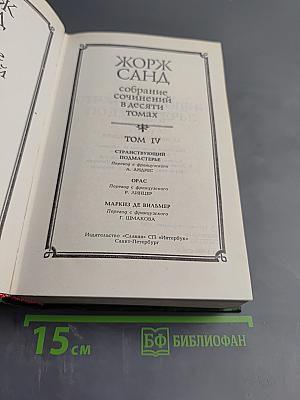 ЖОРЖ
САНД
собрание
сочинений
в десяти
томах
ТОМ IV
СТРАНСТВУЮЩИЙ
ПОДМАСТЕРЬЕ
Перевод с французского
А. АНДРЕС
ОРАС
Перевод с французского
Р. ЛИНЦЕР
МАРКИЗ ДЕ ВИЛЬМЕР
Перевод с французского
Г. ШМАКОВА
Издательство «Славия» СП «Интербук»
Санкт-Петербург
15 см
БФ БИБЛИОФАН